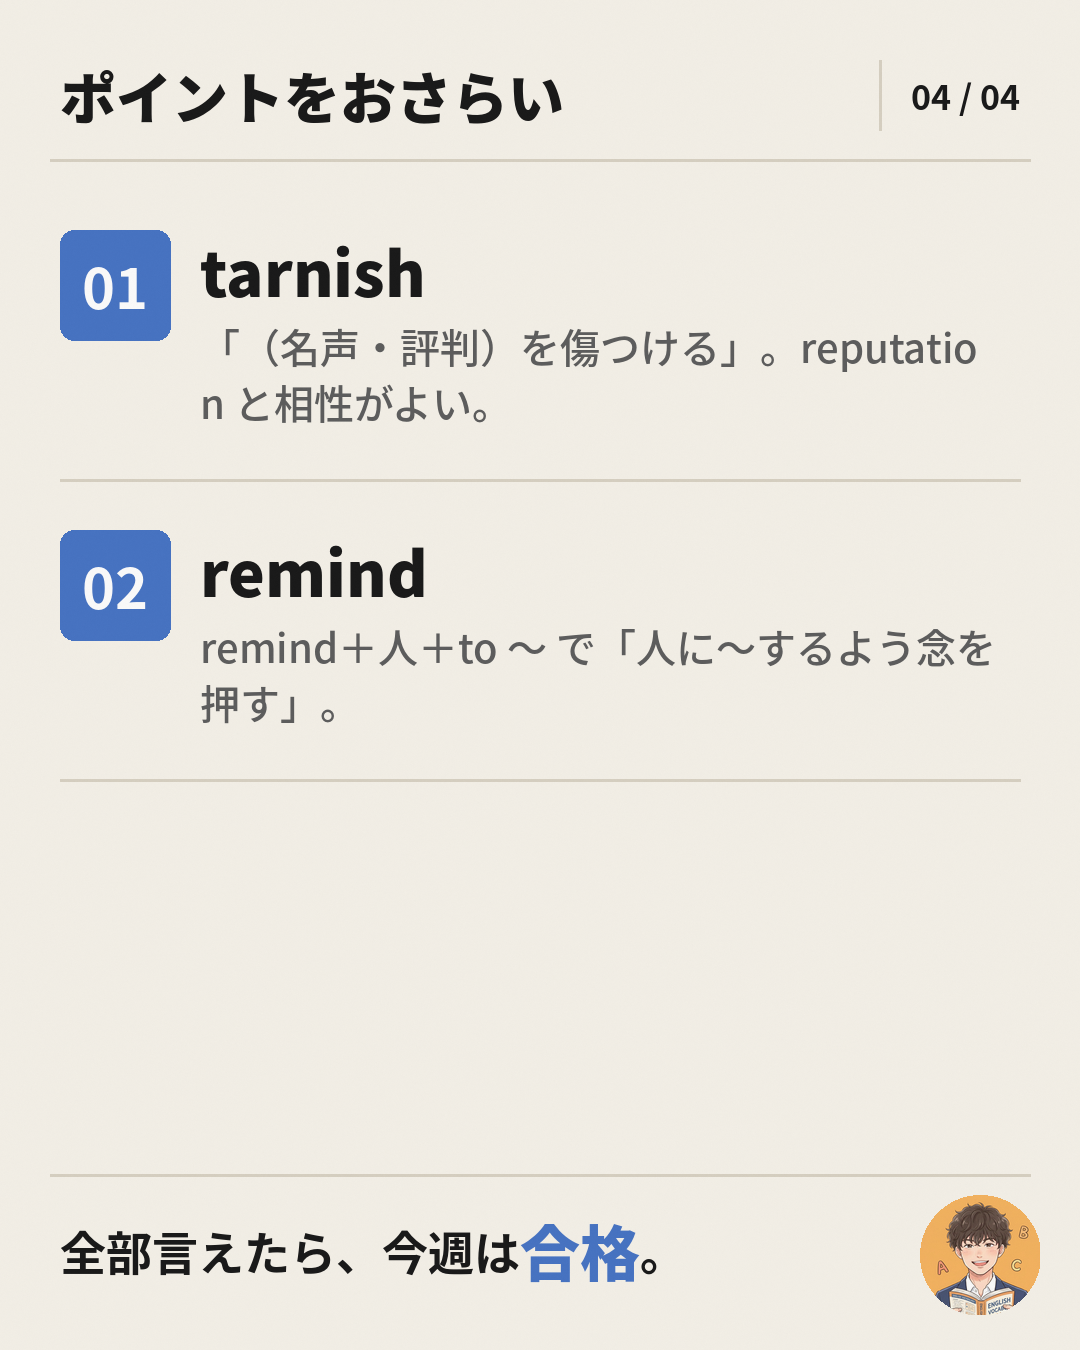 ポイントをおさらい
04 / 04
01
tarnish
「（名声・評判）を傷つける」。reputatio
n と相性がよい。
02
remind
remind＋人＋to 〜 で「人に〜するよう念を
押す」。
全部言えたら、今週は合格。
A
B
C
ENGLISH